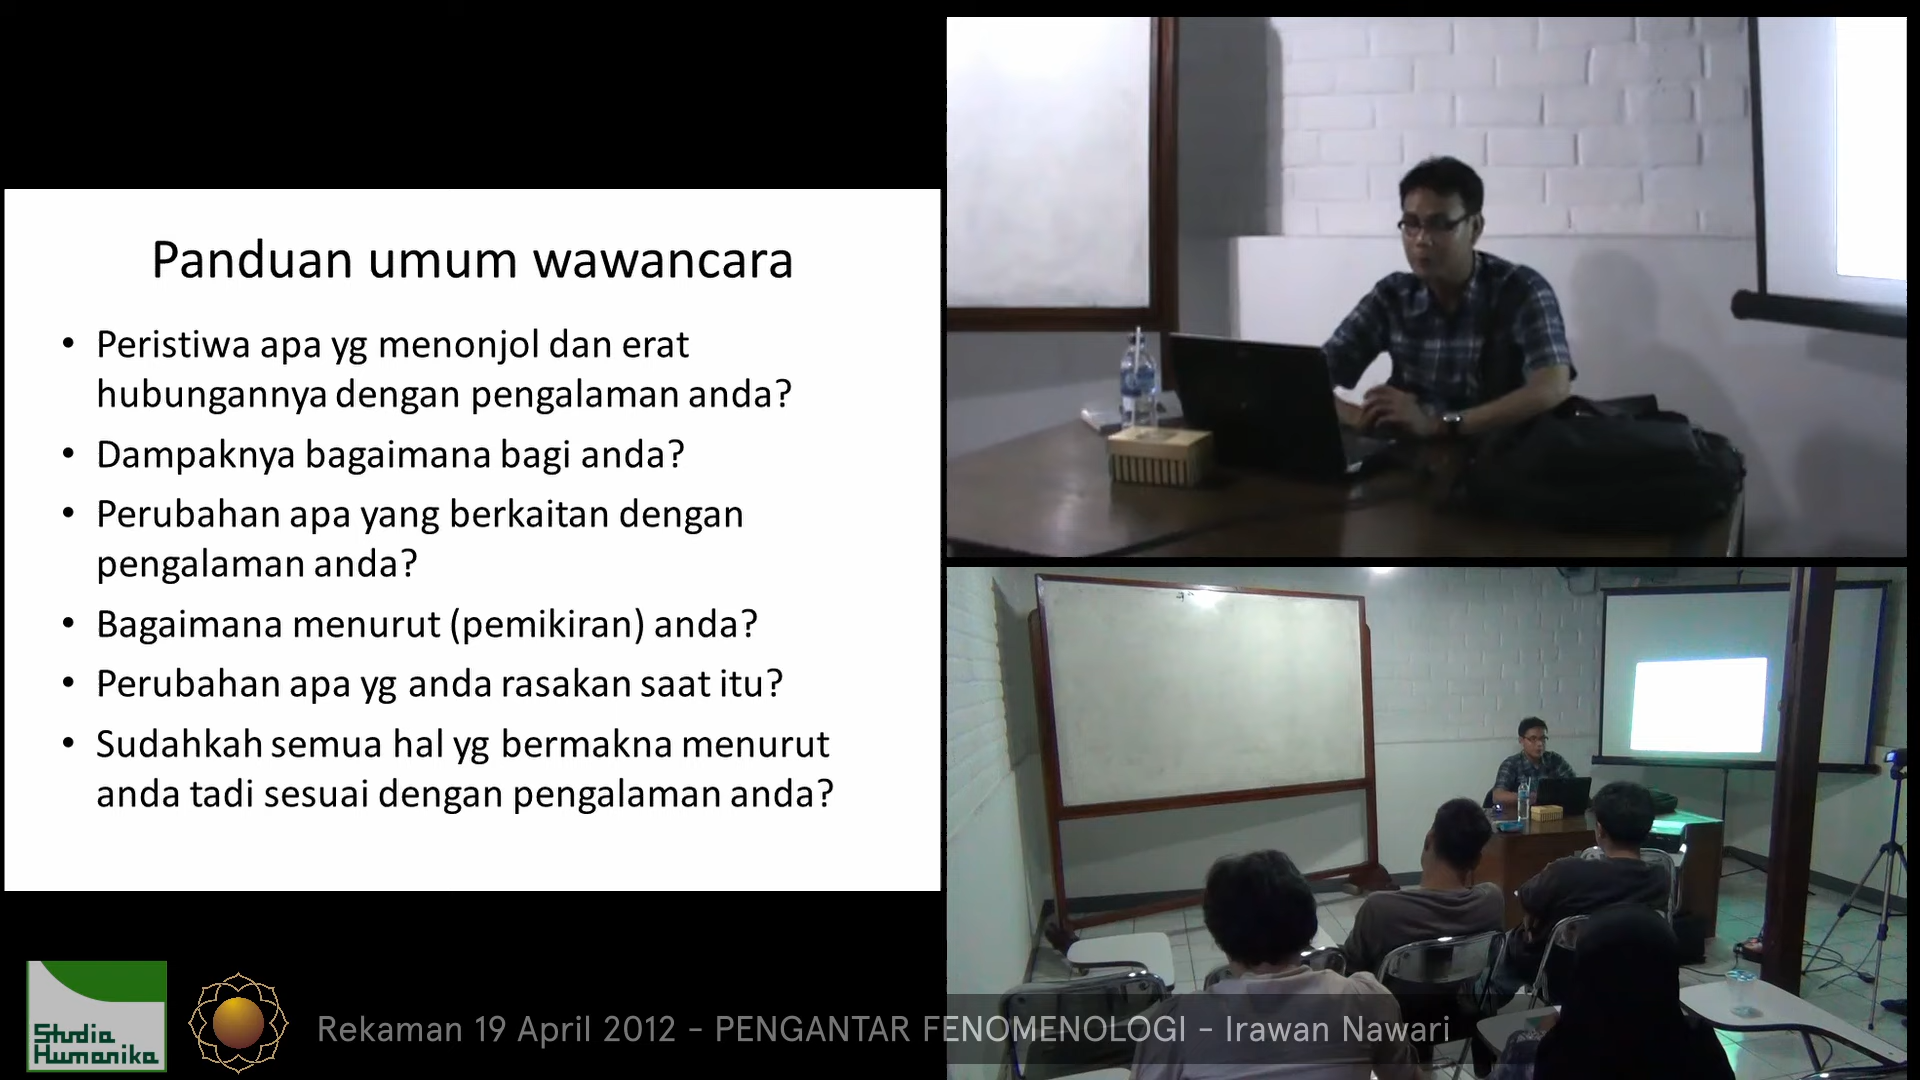 Panduan umum wawancara
• Peristiwa apa yg menonjol dan erat
hubungannya dengan pengalaman anda?
• Dampaknya bagaimana bagi anda?
• Perubahan apa yang berkaitan dengan
pengalaman anda?
• Bagaimana menurut (pemikiran) anda?
• Perubahan apa yg anda rasakan saat itu?
• Sudahkah semua hal yg bermakna menurut
anda tadi sesuai dengan pengalaman anda?
Studia
Humanika
Rekaman 19 April 2012 - PENGANTAR FENOMENOLOGI - Irawan Nawari